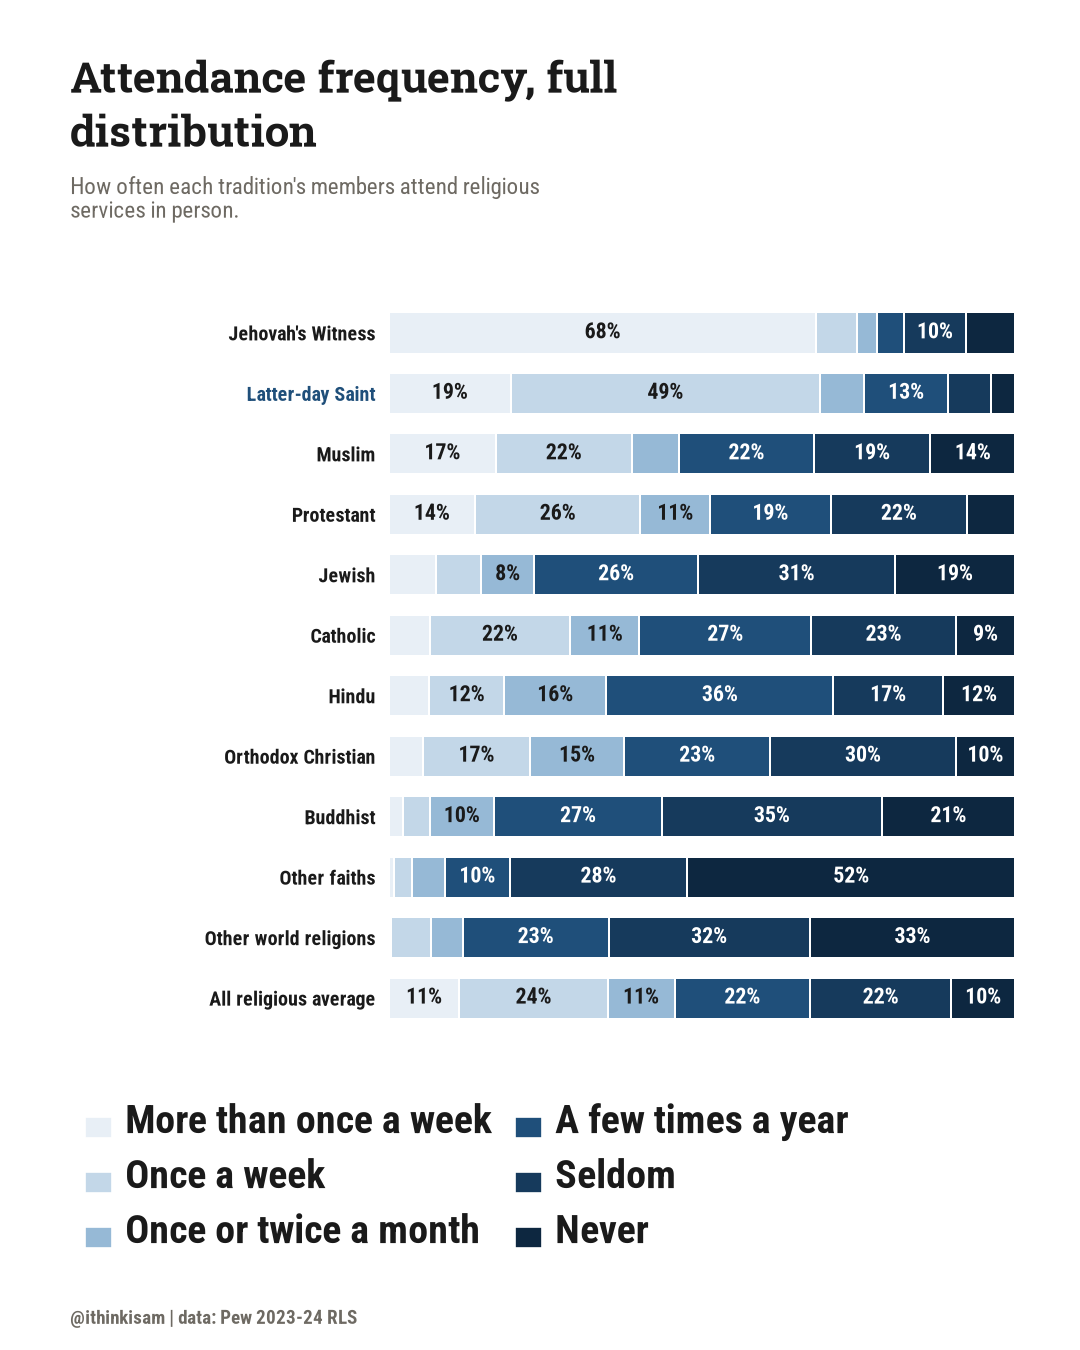 Attendance frequency, full
distribution
How often each tradition's members attend religious
services in person.
Jehovah's Witness 68% 10%
Latter-day Saint 19% 49% 13%
Muslim 17% 22% 22% 19% 14%
Protestant 14% 26% 11% 19% 22%
Jewish 8% 26% 31% 19%
Catholic 22% 11% 27% 23% 9%
Hindu 12% 16% 36% 17% 12%
Orthodox Christian 17% 15% 23% 30% 10%
Buddhist 10% 27% 35% 21%
Other faiths 10% 28% 52%
Other world religions 23% 32% 33%
All religious average 11% 24% 11% 22% 22% 10%
More than once a week A few times a year
Once a week Seldom
Once or twice a month Never
@ithinkisam | data: Pew 2023-24 RLS